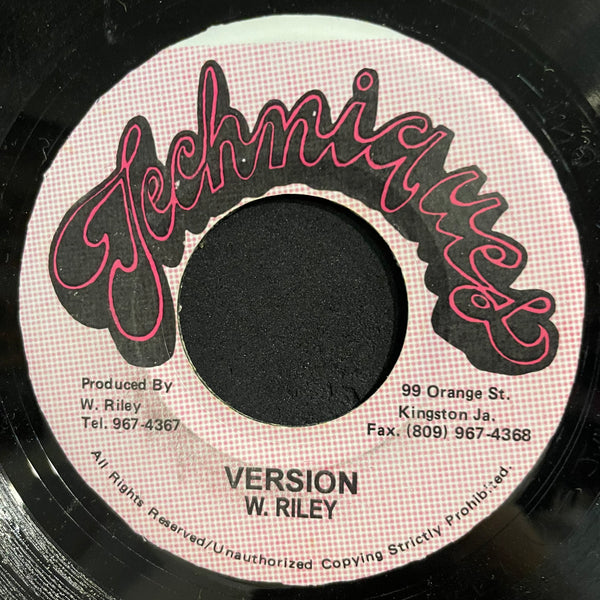 Techniques
Produced By
W. Riley
Tel. 967-4367
99 Orange St.
Kingston Ja.
Fax. (809) 967-4368
VERSION
W. RILEY
All Rights Reserved/Unauthorized Copying Strictly Prohibited.